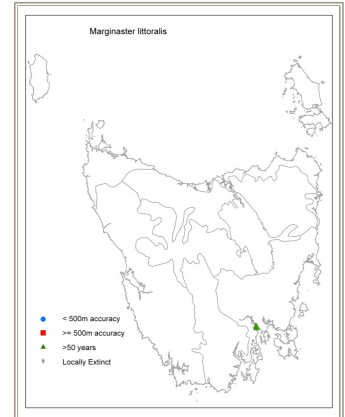 Marginaster littoralis
< 500m accuracy
>= 500m accuracy
>50 years
Locally Extinct